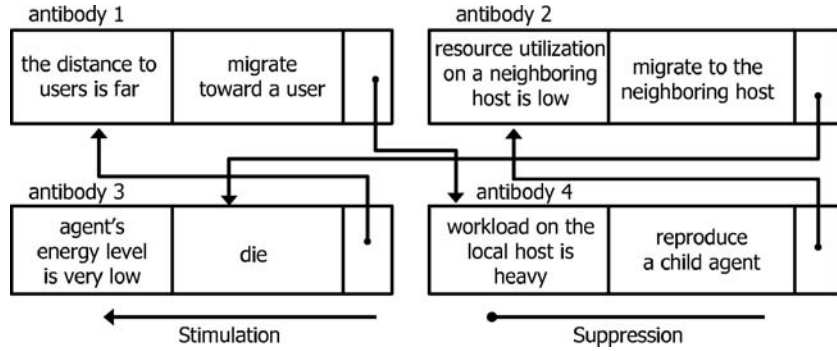 antibody 1
the distance to
users is far
migrate
toward a user
antibody 2
resource utilization
on a neighboring
host is low
migrate to the
neighboring host
antibody 3
agent's
energy level
is very low
die
antibody 4
workload on the
local host is
heavy
reproduce
a child agent
Stimulation
Suppression